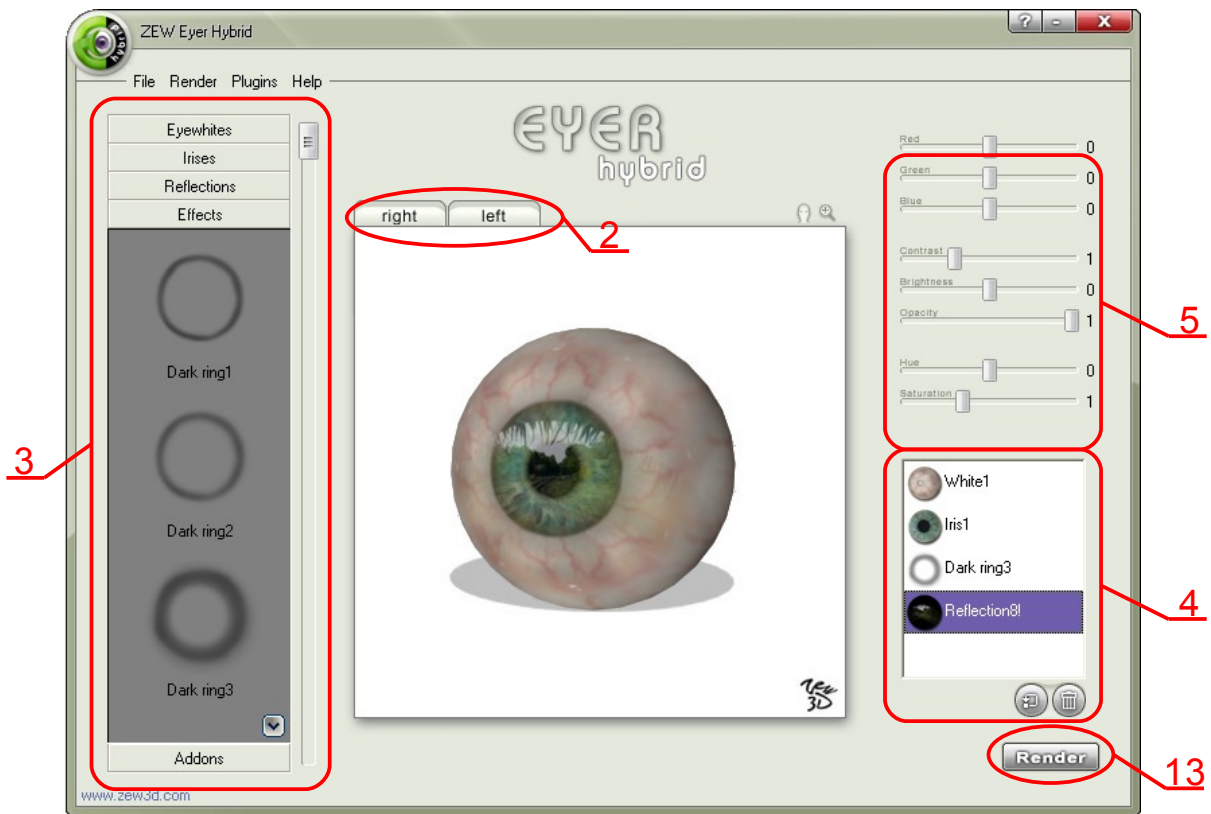 ZEW Eyer Hybrid
? - X
File Render Plugins Help
EYER
hybrid
Eyewhites
Irises
Reflections
Effects
Dark ring1
Dark ring2
Dark ring3
Addons
www.zew3d.com
3
right left
2
Red 0
Green 0
Blue 0
Contrast 1
Brightness 0
Opacity 1
Hue 0
Saturation 1
5
White1
Iris1
Dark ring3
Reflection8!
4
Zew
3D
Render
13